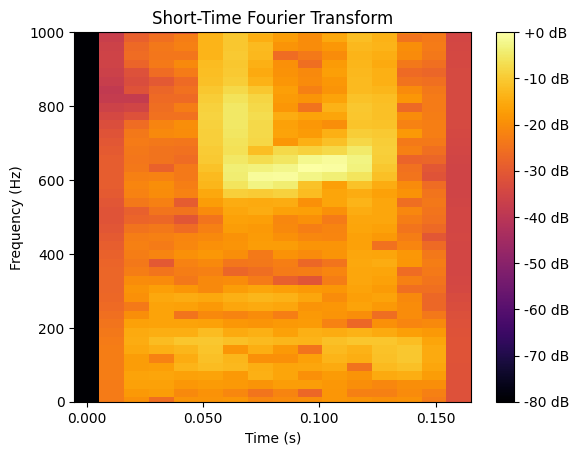 Short-Time Fourier Transform
Frequency (Hz)
1000
800
600
400
200
0
0.000
0.050
0.100
0.150
Time (s)
+0 dB
-10 dB
-20 dB
-30 dB
-40 dB
-50 dB
-60 dB
-70 dB
-80 dB